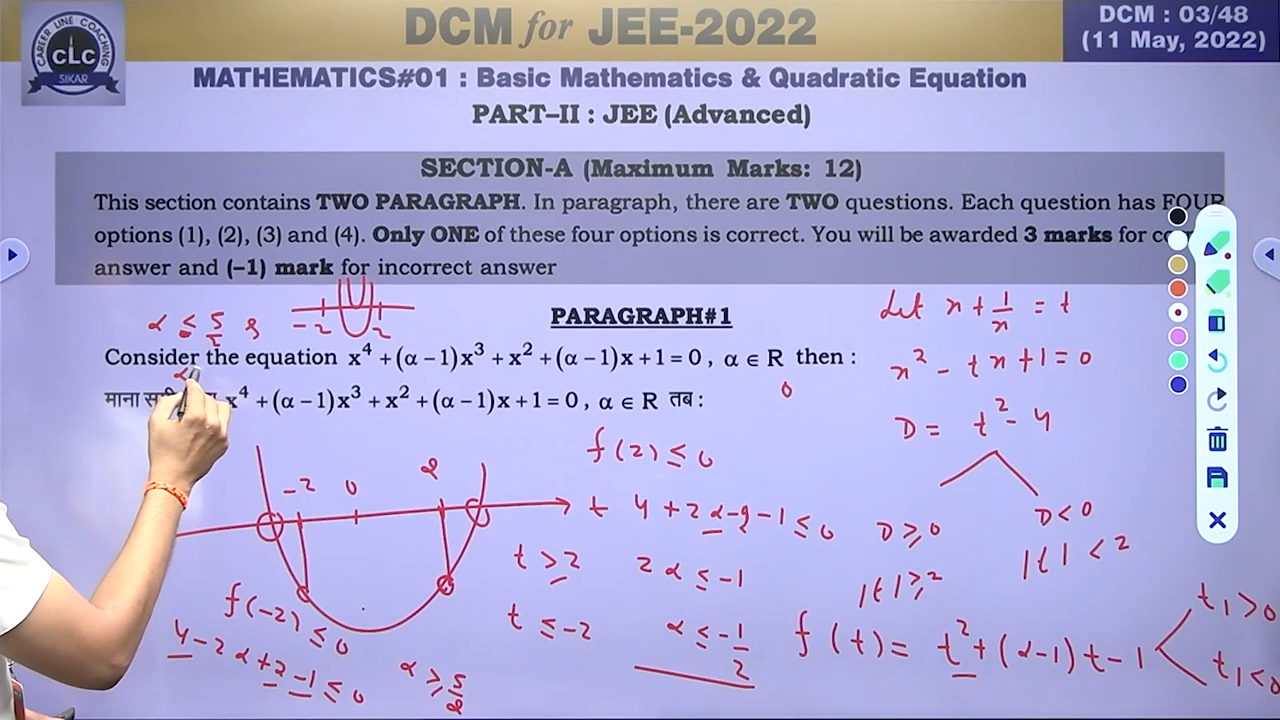 CAREER LINE COACHING
CLC
SIKAR
DCM for JEE-2022
DCM : 03/48
(11 May, 2022)
MATHEMATICS#01 : Basic Mathematics & Quadratic Equation
PART–II : JEE (Advanced)
SECTION-A (Maximum Marks: 12)
This section contains TWO PARAGRAPH. In paragraph, there are TWO questions. Each question has FOUR
options (1), (2), (3) and (4). Only ONE of these four options is correct. You will be awarded 3 marks for
answer and (–1) mark for incorrect answer
α ≤ 5/2 &
-2 2
PARAGRAPH#1
Let x + 1/x = t
Consider the equation x⁴ + (α – 1)x³ + x² + (α – 1)x + 1 = 0 , α ∈ R then :
x² - tx + 1 = 0
माना x⁴ + (α – 1)x³ + x² + (α – 1)x + 1 = 0 , α ∈ R तब :
0
D = t² - 4
f(2) ≤ 0
-2 0 2
t
4 + 2α - 2 - 1 ≤ 0
D ≥ 0
D < 0
t ≥ 2
2α ≤ -1
|t| ≥ 2
|t| < 2
f(-2) ≤ 0
t ≤ -2
α ≤ -1/2
f(t) = t² + (α-1)t - 1
t₁ > 0
t₁ < 0
4 - 2α + 2 - 1 ≤ 0
α ≥ 5/2